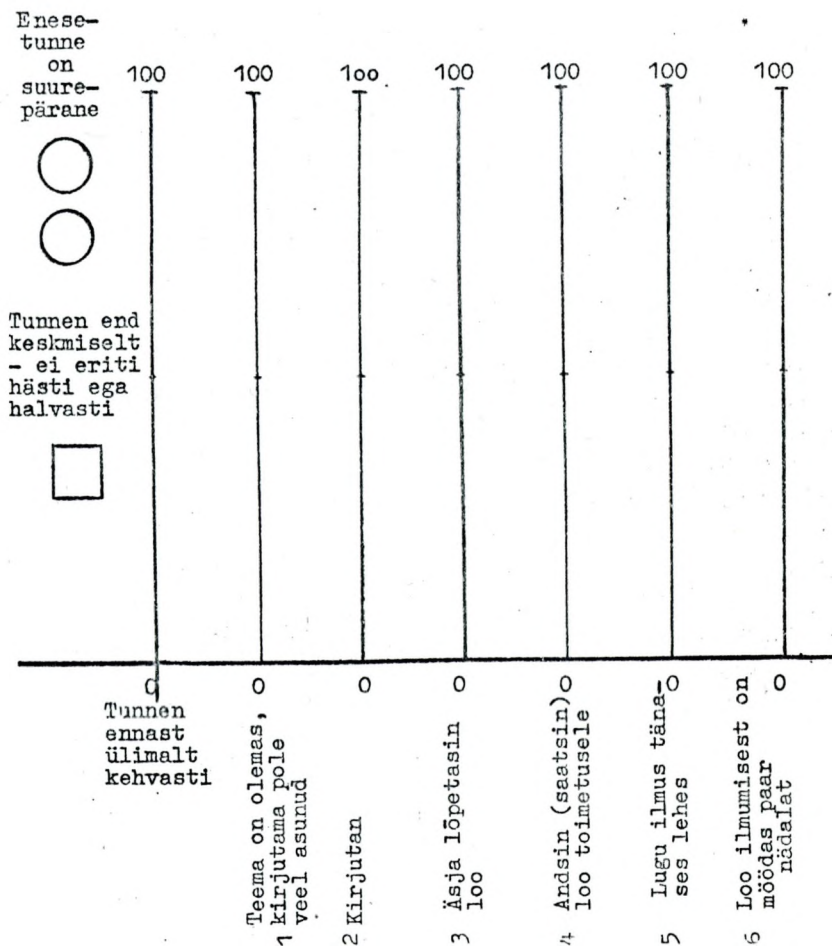 Enese-
tunne
on
suure-
pärane
100 100 1oo 100 100 100 100
Tunnen end
keskmiselt
- ei eriti
hästi ega
halvasti
0 0 0 0 0 0 0
Tunnen
ennast
ülimalt
kehvasti
1 Teema on olemas,
kirjutama pole
veel asunud
2 Kirjutan
3 Äsja lõpetasin
loo
4 Andsin (saatsin)
loo toimetusele
5 Lugu ilmus täna-
ses lehes
6 Loo ilmumisest on
möödas paar
nädalat